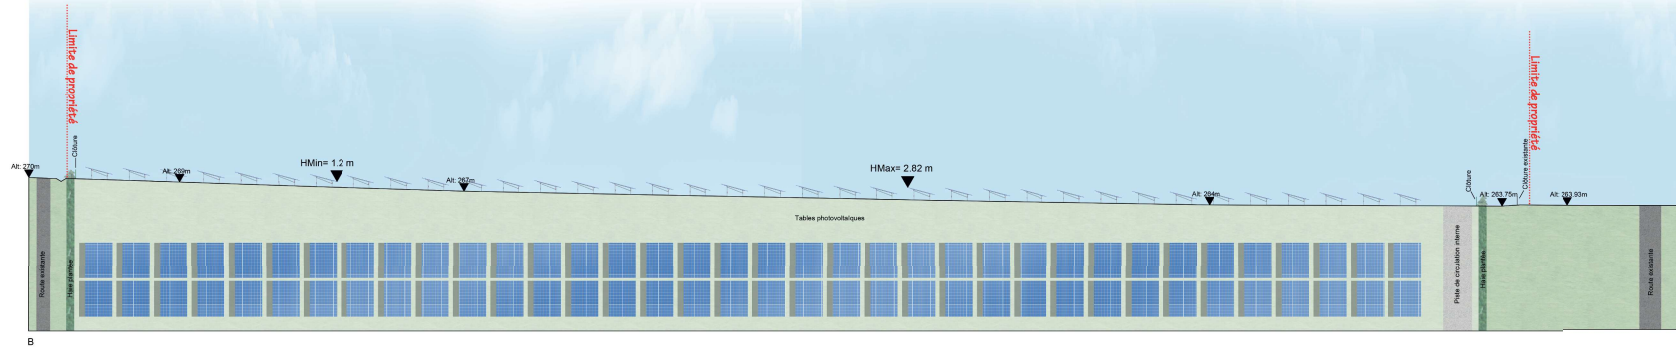 Limite de propriété
Clôture
Alt: 270m
Alt: 269m
HMin= 1.2 m
Alt: 267m
HMax= 2.82 m
Alt: 264m
Clôture
Alt: 263.75m
Clôture existante
Limite de propriété
Alt: 263.93m
Tables photovoltaïques
Route existante
Haie plantée
Piste de circulation interne
Haie plantée
Route existante
B